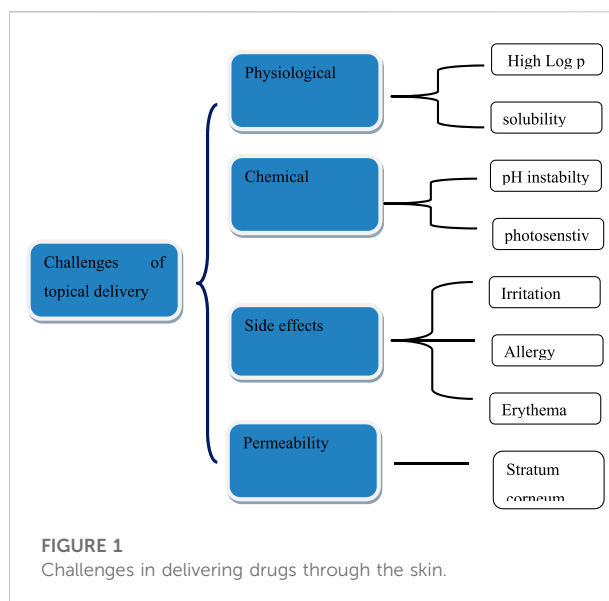 Physiological
High Log p
solubility
Chemical
pH instabilty
photosenstiv
Challenges of
topical delivery
Side effects
Irritation
Allergy
Erythema
Permeability
Stratum
corneum
FIGURE 1
Challenges in delivering drugs through the skin.